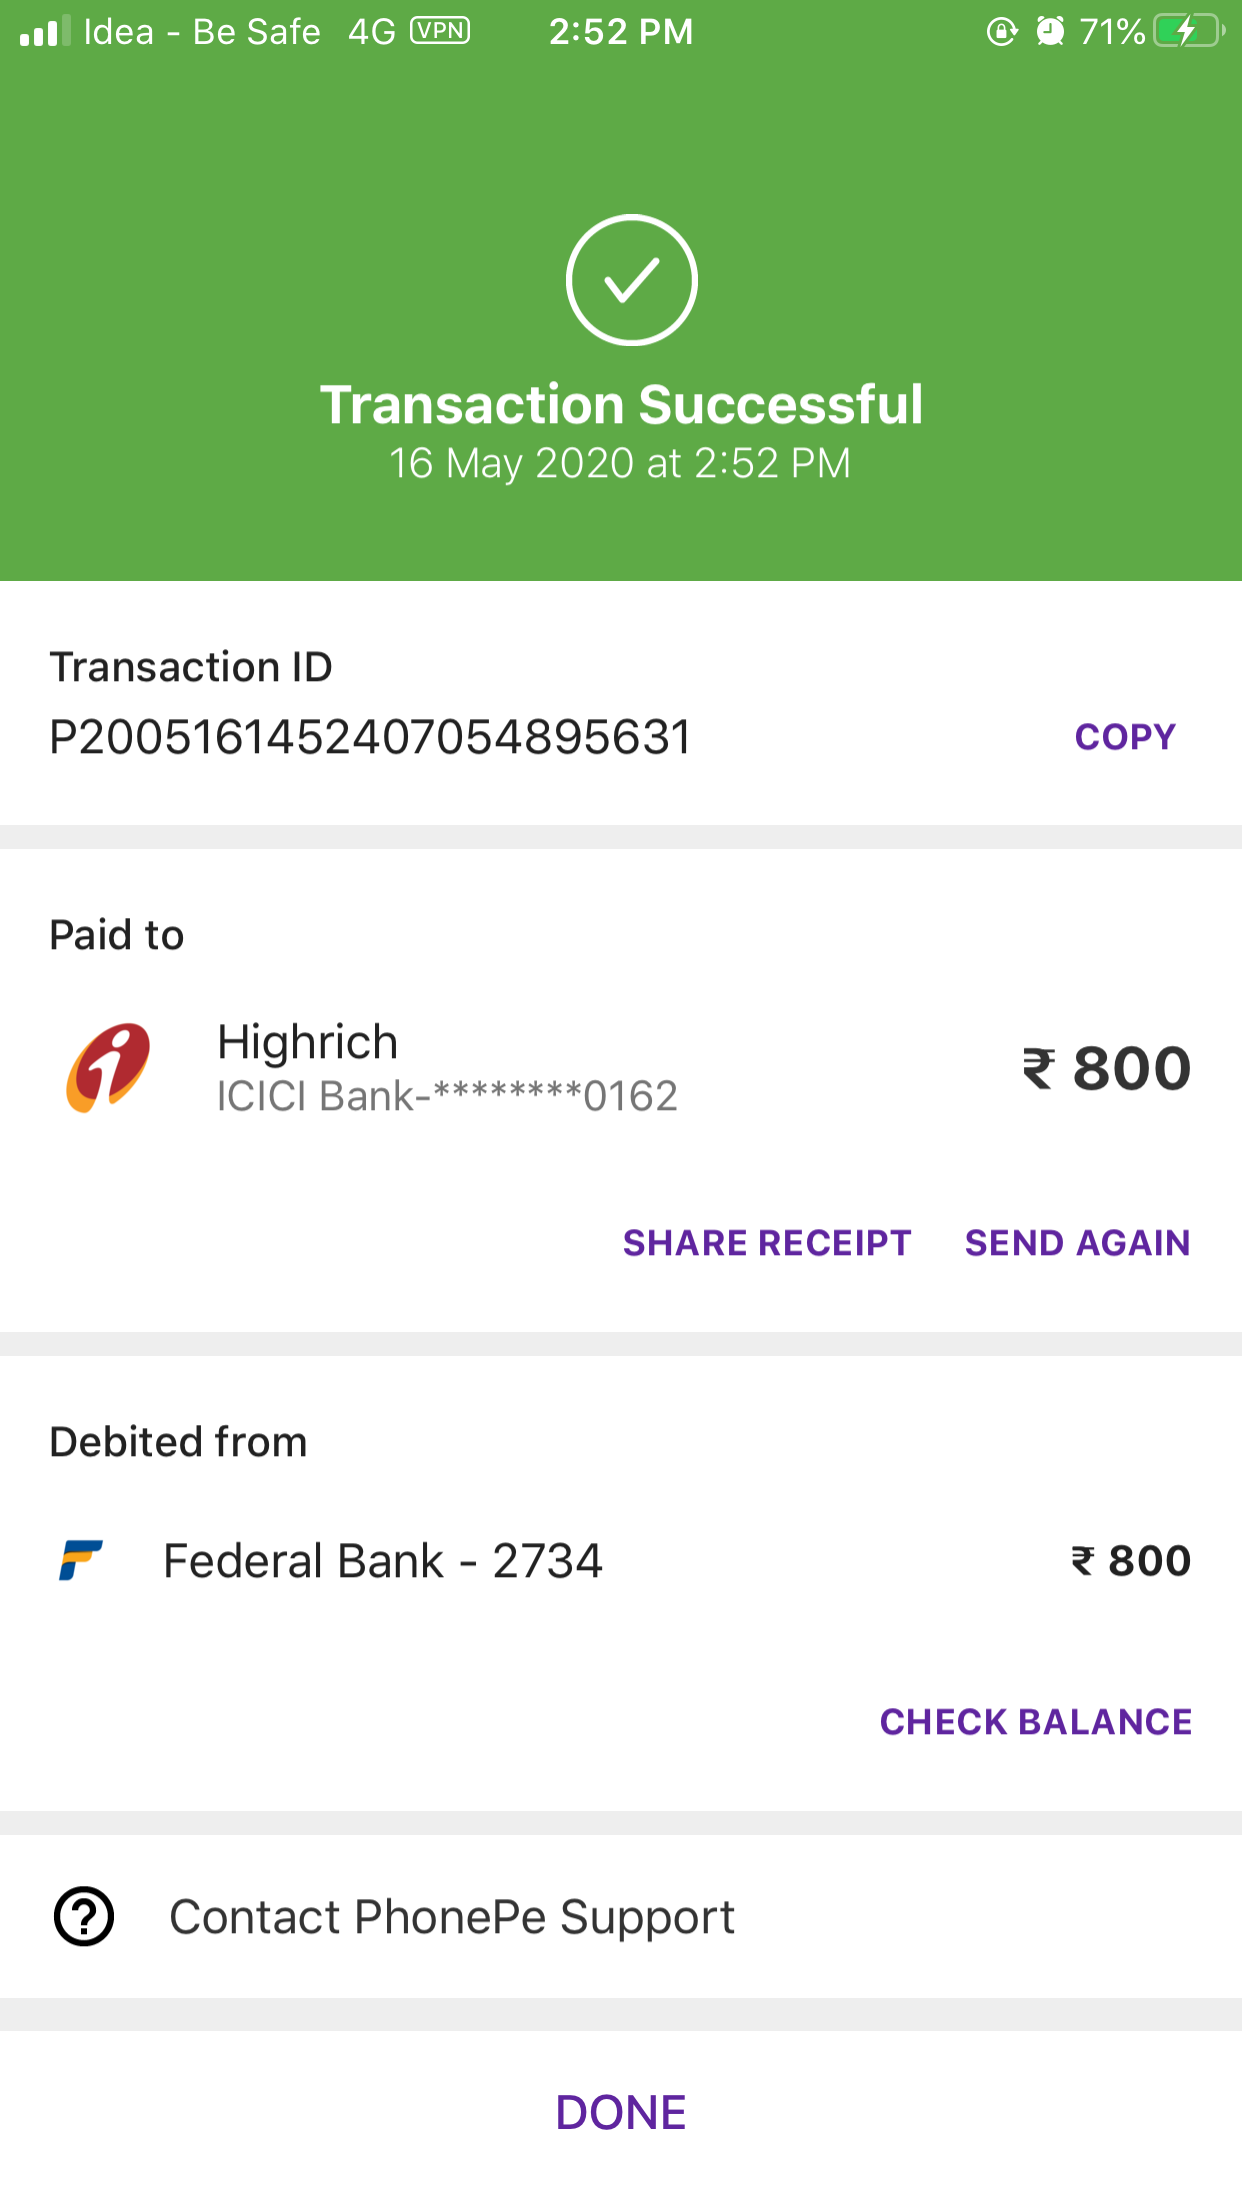 Idea - Be Safe 4G VPN 2:52 PM 71%
Transaction Successful
16 May 2020 at 2:52 PM
Transaction ID
P2005161452407054895631 COPY
Paid to
Highrich ₹ 800
ICICI Bank-********0162
SHARE RECEIPT SEND AGAIN
Debited from
Federal Bank - 2734 ₹ 800
CHECK BALANCE
Contact PhonePe Support
DONE